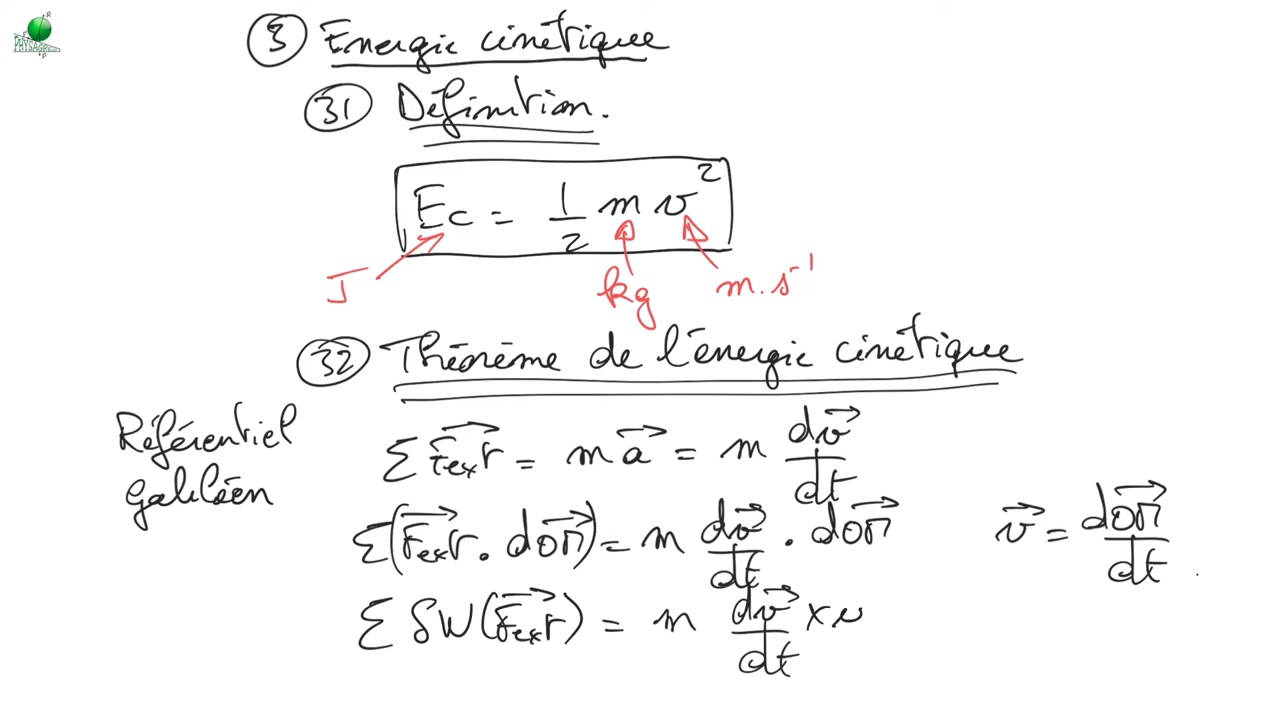 ③ Energie cinétique
㉛ Définition.
Ec = 1/2 m v²
J kg m.s⁻¹
㉜ Théorème de l'énergie cinétique
Référentiel
galiléen
Σ F⃗ext = m a⃗ = m dv⃗/dt
Σ(F⃗ext . dOM⃗) = m dv⃗/dt . dOM⃗ v⃗ = dOM⃗/dt .
Σ δW(F⃗ext) = m dv⃗/dt × v